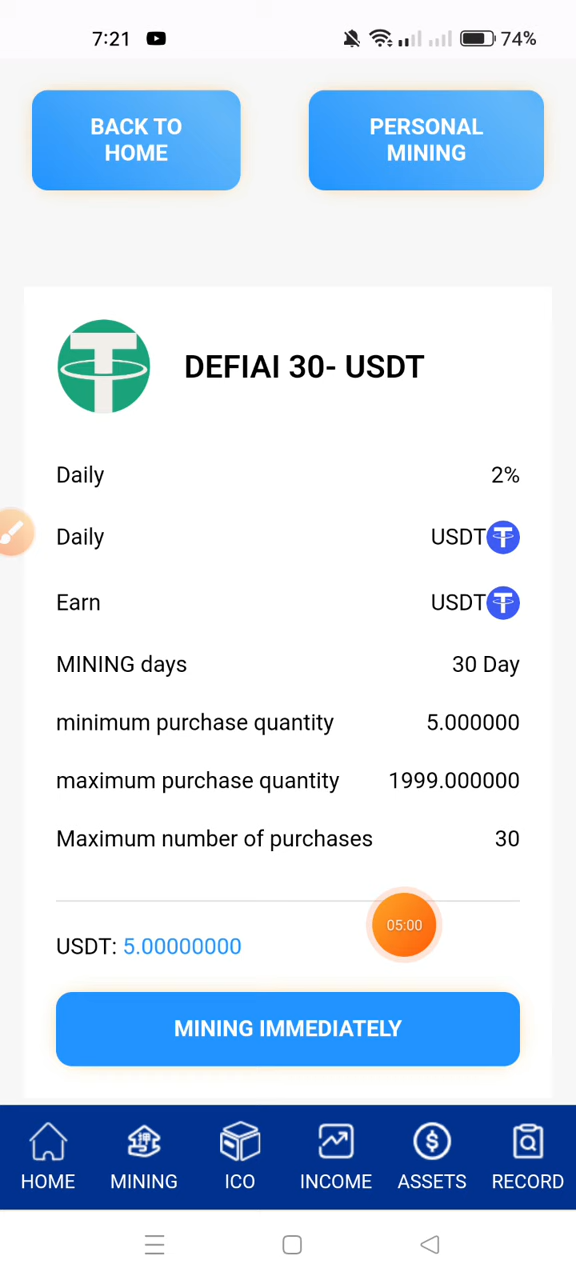 7:21 74%
BACK TO
HOME
PERSONAL
MINING
DEFIAI 30- USDT
Daily 2%
Daily USDT
Earn USDT
MINING days 30 Day
minimum purchase quantity 5.000000
maximum purchase quantity 1999.000000
Maximum number of purchases 30
05:00
USDT: 5.00000000
MINING IMMEDIATELY
HOME MINING ICO INCOME ASSETS RECORD